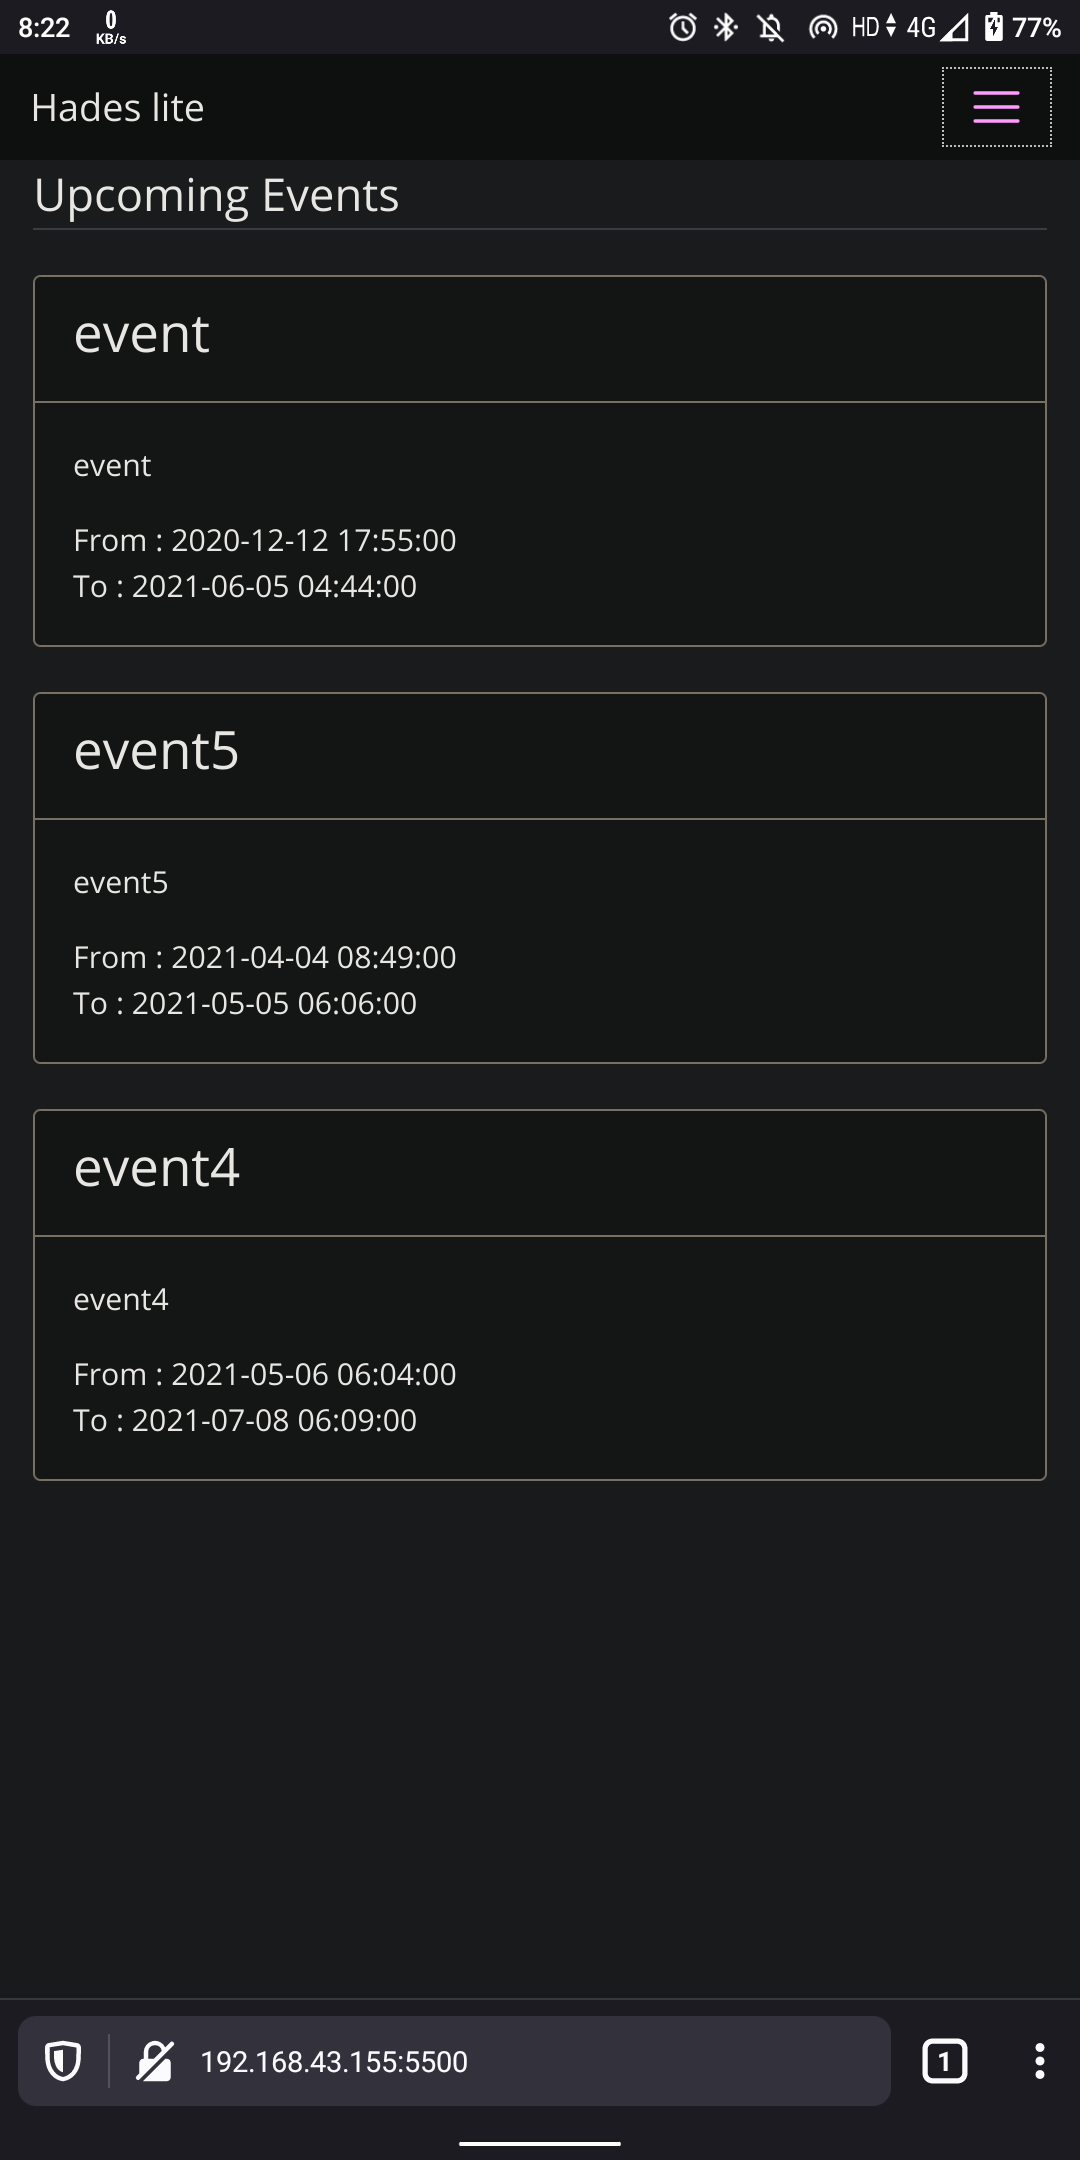 8:22
0
KB/s
HD
4G
77%
Hades lite
Upcoming Events
event
event
From : 2020-12-12 17:55:00
To : 2021-06-05 04:44:00
event5
event5
From : 2021-04-04 08:49:00
To : 2021-05-05 06:06:00
event4
event4
From : 2021-05-06 06:04:00
To : 2021-07-08 06:09:00
192.168.43.155:5500
1